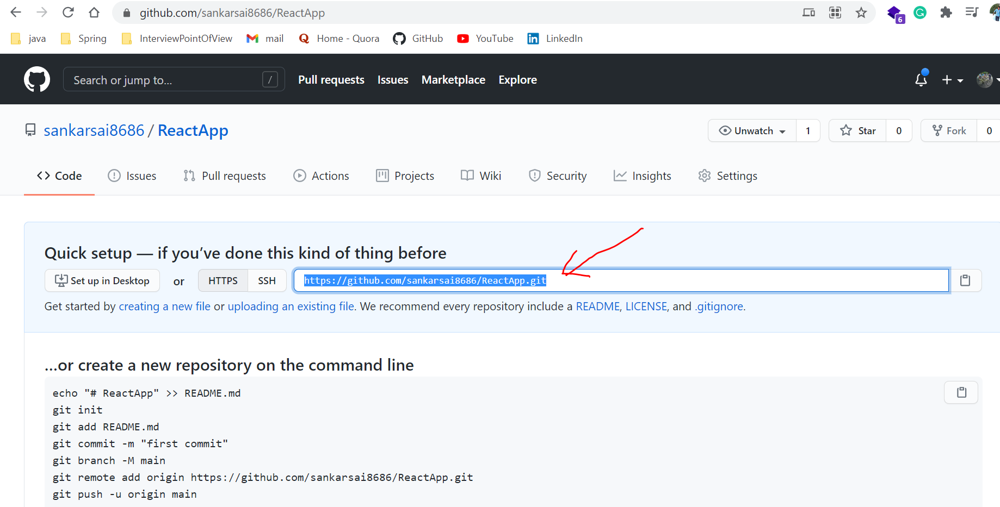 github.com/sankarsai8686/ReactApp
6
java Spring InterviewPointOfView mail Home - Quora GitHub YouTube LinkedIn
Search or jump to... / Pull requests Issues Marketplace Explore
sankarsai8686 / ReactApp Unwatch 1 Star 0 Fork 0
Code Issues Pull requests Actions Projects Wiki Security Insights Settings
Quick setup — if you’ve done this kind of thing before
Set up in Desktop or HTTPS SSH https://github.com/sankarsai8686/ReactApp.git
Get started by creating a new file or uploading an existing file. We recommend every repository include a README, LICENSE, and .gitignore.
...or create a new repository on the command line
echo "# ReactApp" >> README.md
git init
git add README.md
git commit -m "first commit"
git branch -M main
git remote add origin https://github.com/sankarsai8686/ReactApp.git
git push -u origin main